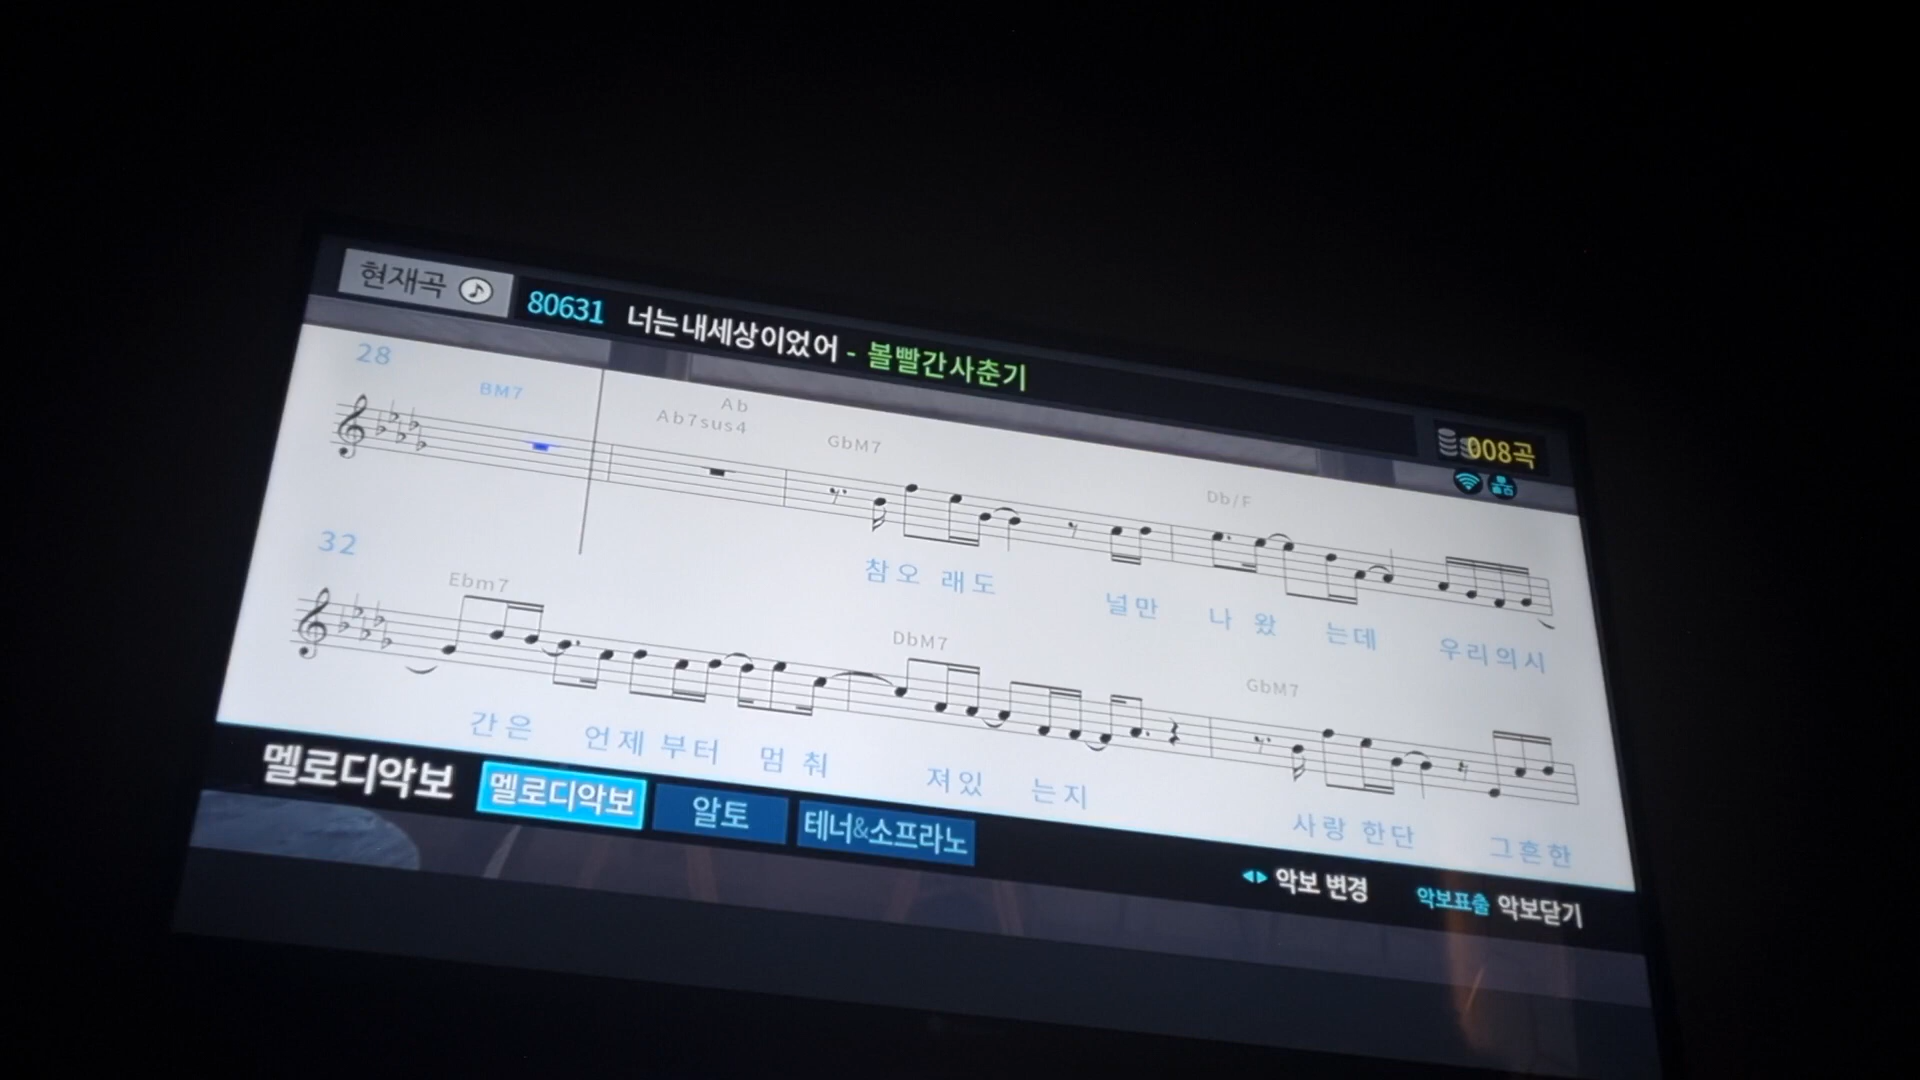 현재곡 80631 너는내세상이었어 - 볼빨간사춘기
008곡
28
BM7 Ab
Ab7sus4 GbM7 Db/F
참오 래도 널만 나 왔 는데 우리의시
32
Ebm7 DbM7 GbM7
간은 언제 부터 멈 춰 져있 는지 사랑 한단 그흔한
멜로디악보 멜로디악보 알토 테너&소프라노
악보 변경 악보표출 악보닫기